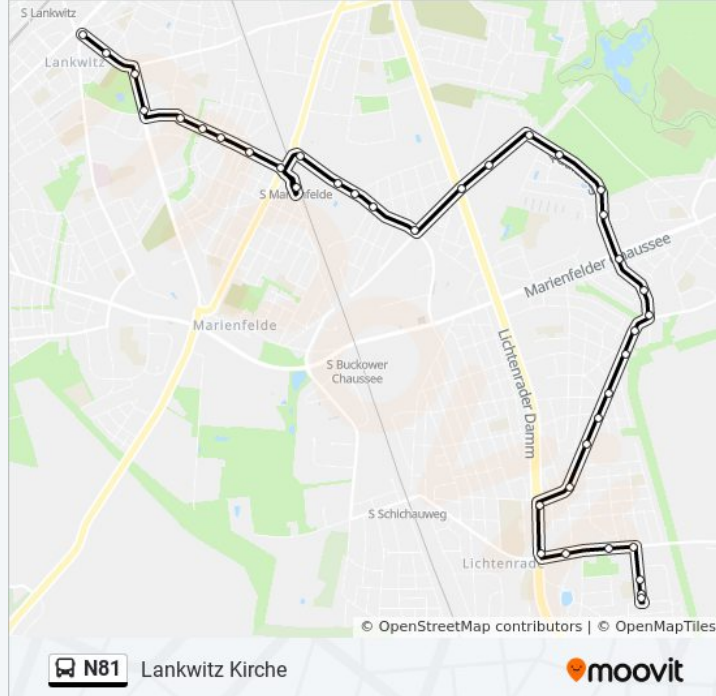 S Lankwitz
Lankwitz
S Marienfelde
Marienfelder Chaussee
Marienfelde
Lichtenrader Damm
S Buckower
Chaussee
S Schichauweg
Lichtenrade
© OpenStreetMap contributors | © OpenMapTiles
N81 Lankwitz Kirche
moovit